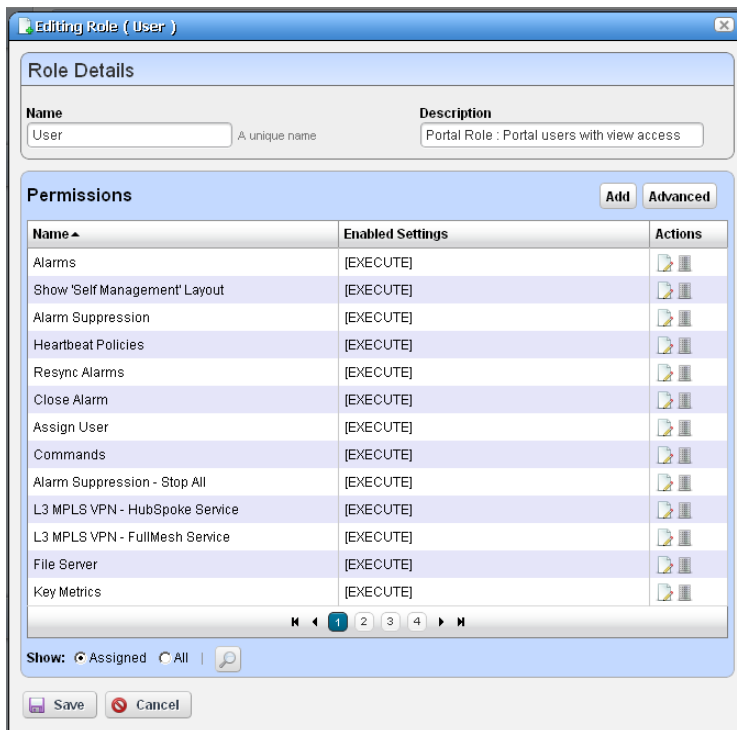 Editing Role ( User )
Role Details
Name
Description
User
A unique name
Portal Role : Portal users with view access
Permissions
Add Advanced
Name Enabled Settings Actions
Alarms [EXECUTE]
Show 'Self Management' Layout [EXECUTE]
Alarm Suppression [EXECUTE]
Heartbeat Policies [EXECUTE]
Resync Alarms [EXECUTE]
Close Alarm [EXECUTE]
Assign User [EXECUTE]
Commands [EXECUTE]
Alarm Suppression - Stop All [EXECUTE]
L3 MPLS VPN - HubSpoke Service [EXECUTE]
L3 MPLS VPN - FullMesh Service [EXECUTE]
File Server [EXECUTE]
Key Metrics [EXECUTE]
1 2 3 4
Show: Assigned All |
Save Cancel